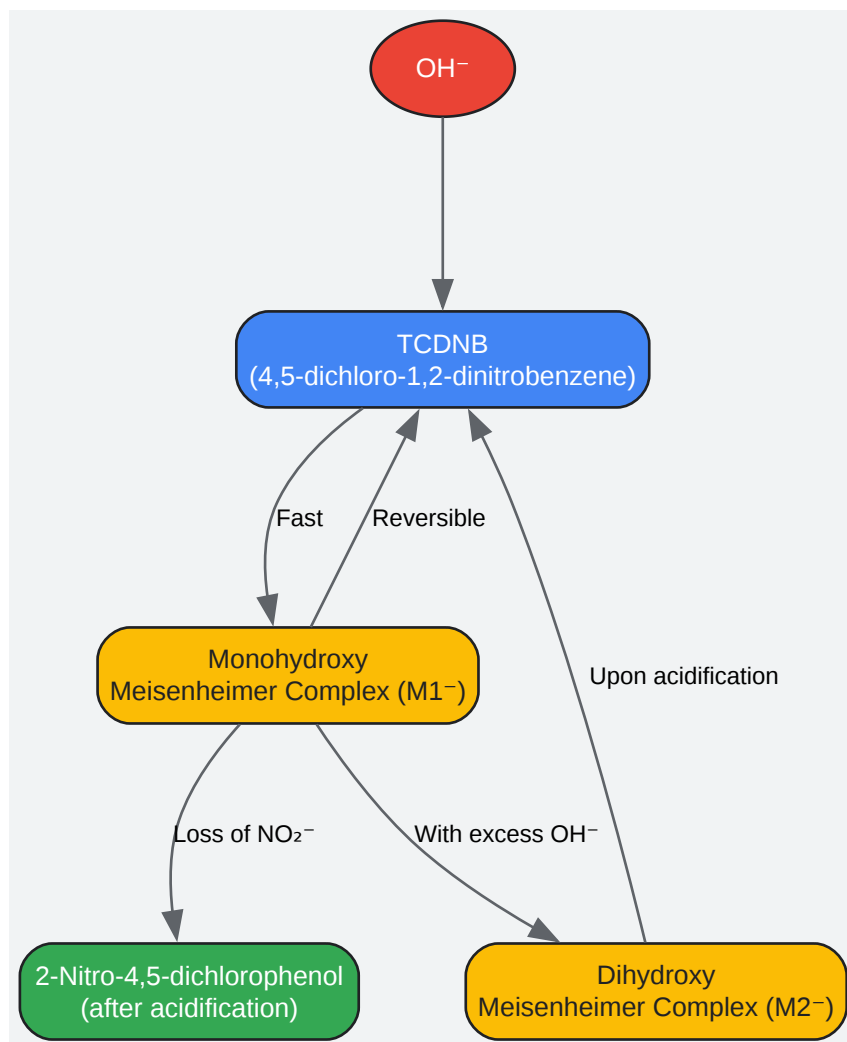 OH⁻
TCDNB
(4,5-dichloro-1,2-dinitrobenzene)
Fast
Reversible
Monohydroxy
Meisenheimer Complex (M1⁻)
Upon acidification
Loss of NO₂⁻
With excess OH⁻
2-Nitro-4,5-dichlorophenol
(after acidification)
Dihydroxy
Meisenheimer Complex (M2⁻)